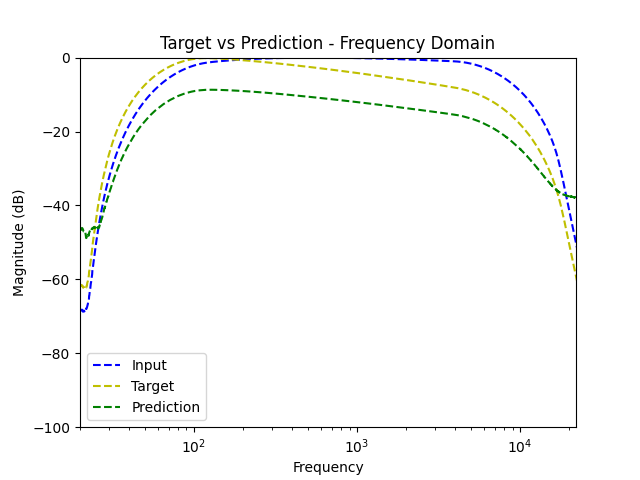 Target vs Prediction - Frequency Domain
Magnitude (dB)
0
−20
−40
−60
−80
−100
10²
10³
10⁴
Frequency
Input
Target
Prediction